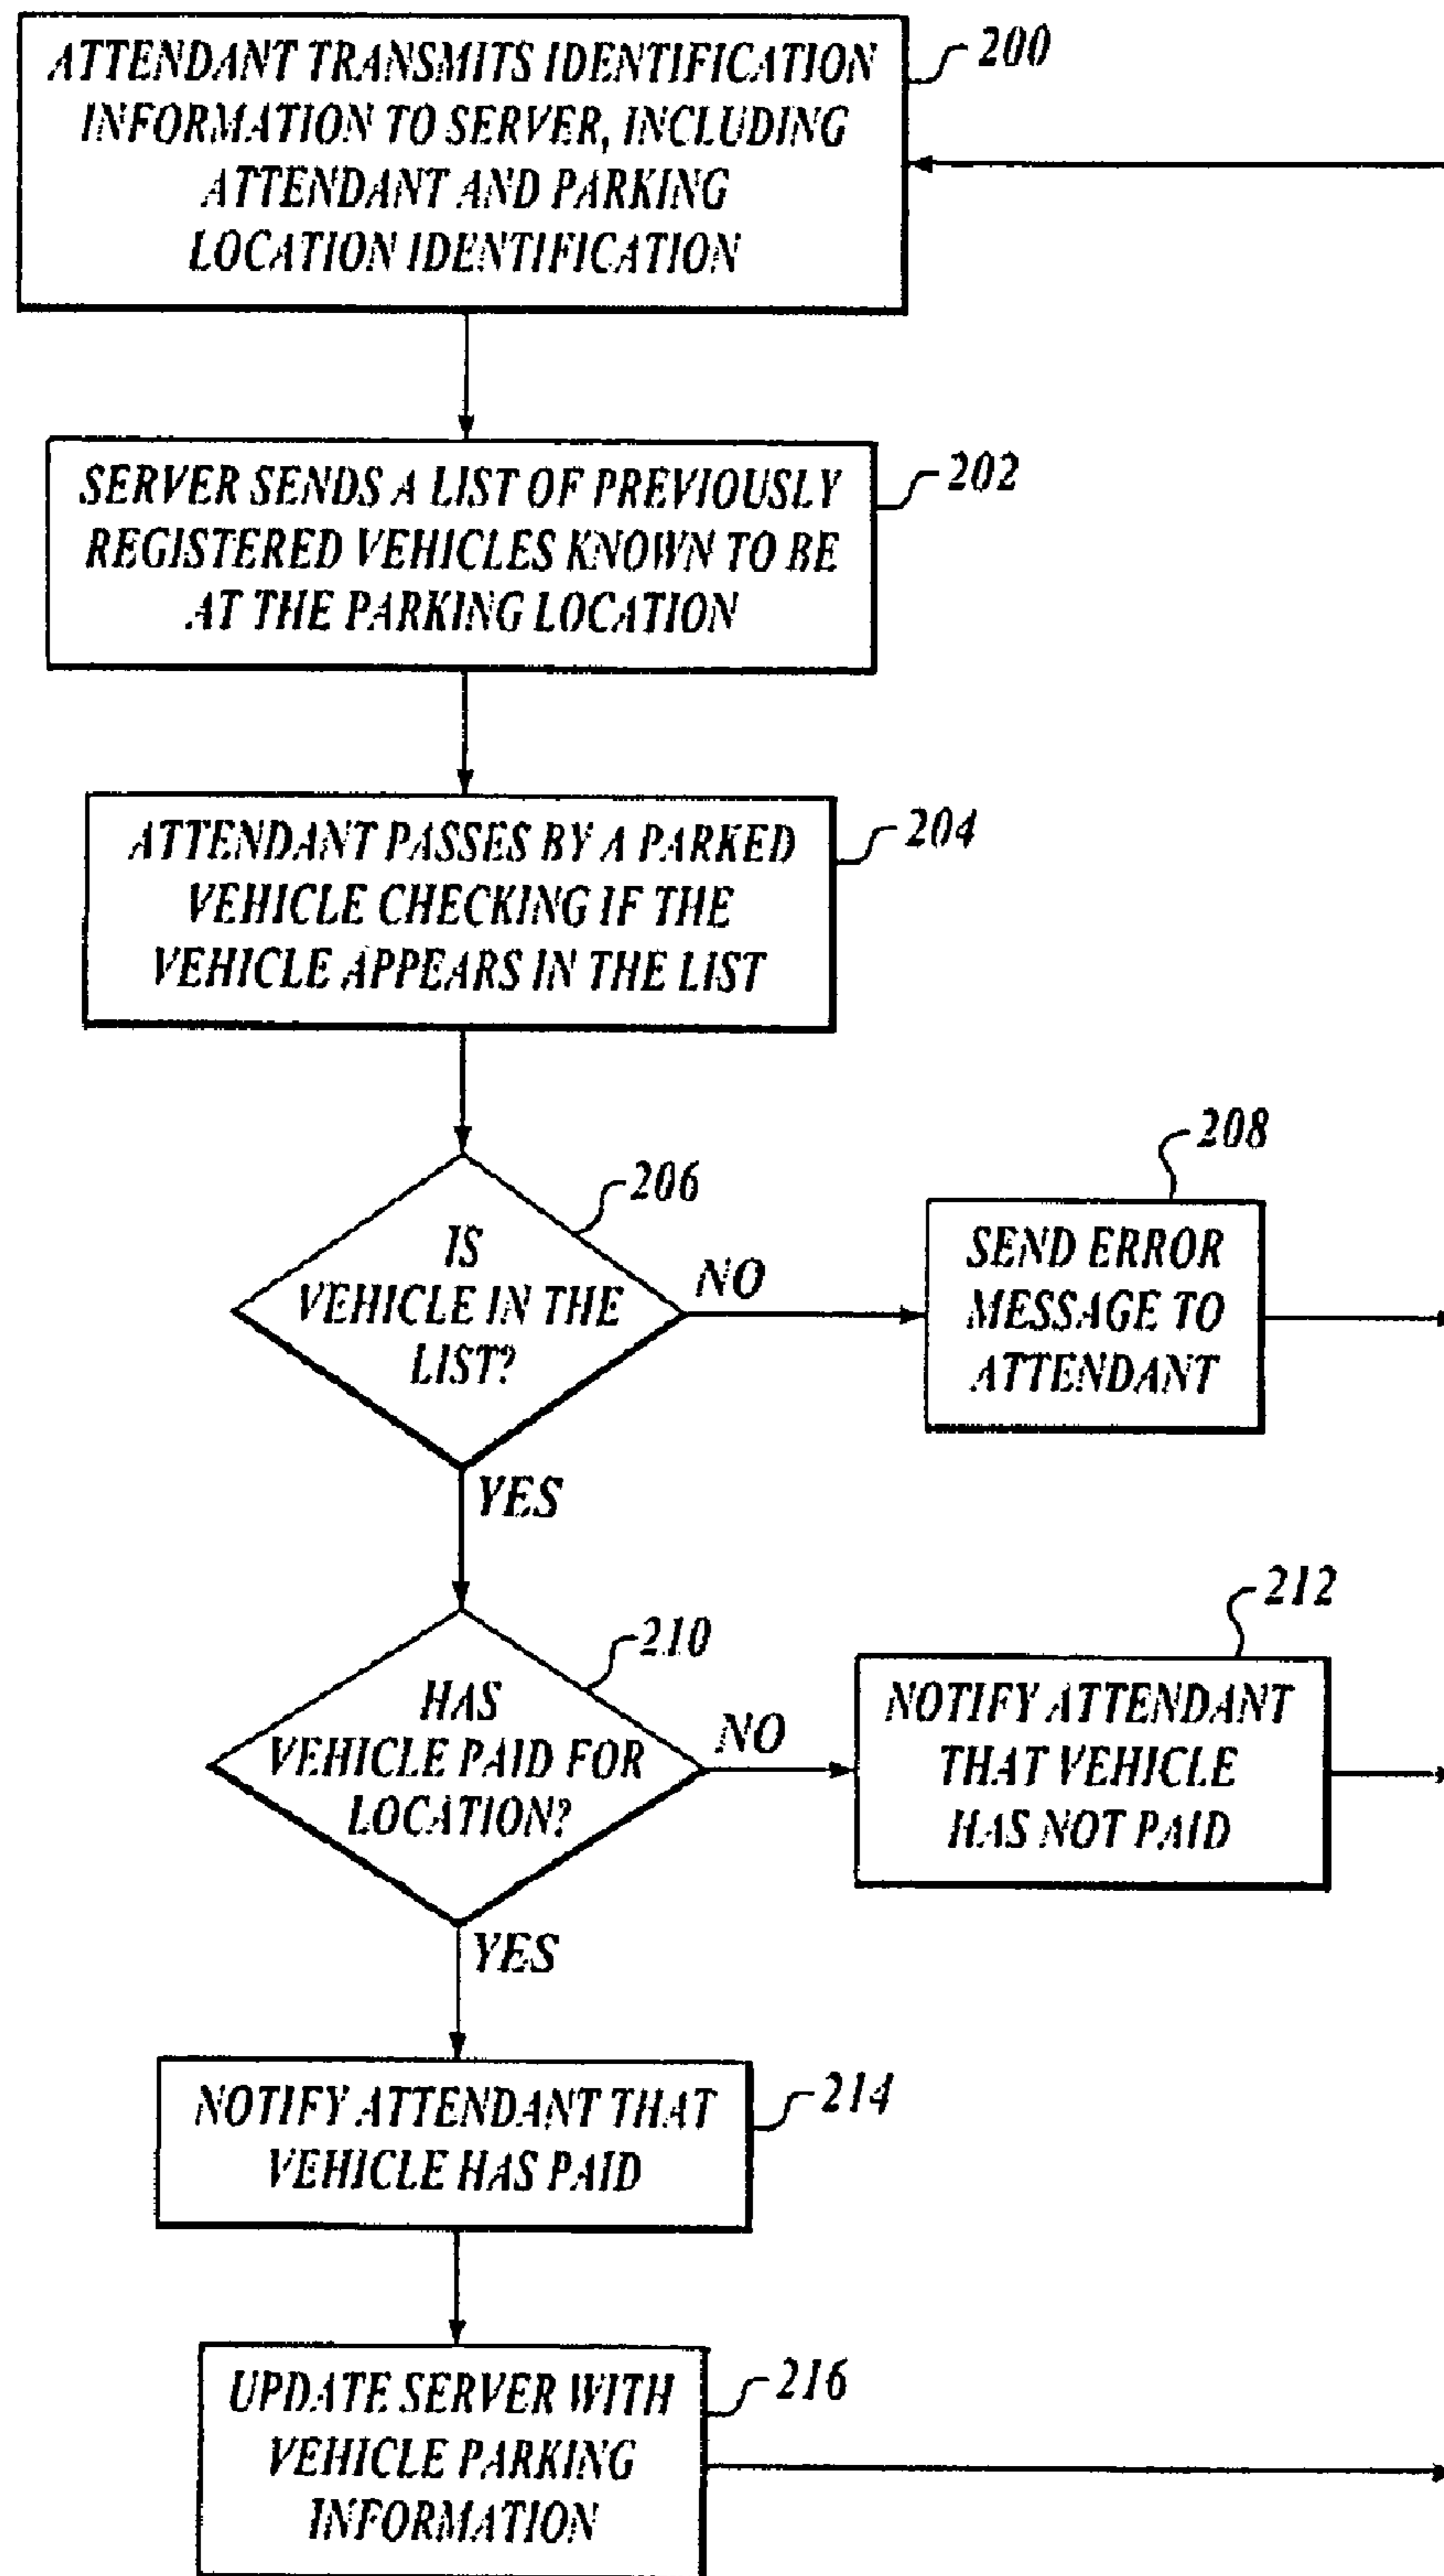 ATTENDANT TRANSMITS IDENTIFICATION
INFORMATION TO SERVER, INCLUDING
ATTENDANT AND PARKING
LOCATION IDENTIFICATION
200
SERVER SENDS A LIST OF PREVIOUSLY
REGISTERED VEHICLES KNOWN TO BE
AT THE PARKING LOCATION
202
ATTENDANT PASSES BY A PARKED
VEHICLE CHECKING IF THE
VEHICLE APPEARS IN THE LIST
204
IS
VEHICLE IN THE
LIST?
206
NO
SEND ERROR
MESSAGE TO
ATTENDANT
208
YES
HAS
VEHICLE PAID FOR
LOCATION?
210
NO
NOTIFY ATTENDANT
THAT VEHICLE
HAS NOT PAID
212
YES
NOTIFY ATTENDANT THAT
VEHICLE HAS PAID
214
UPDATE SERVER WITH
VEHICLE PARKING
INFORMATION
216